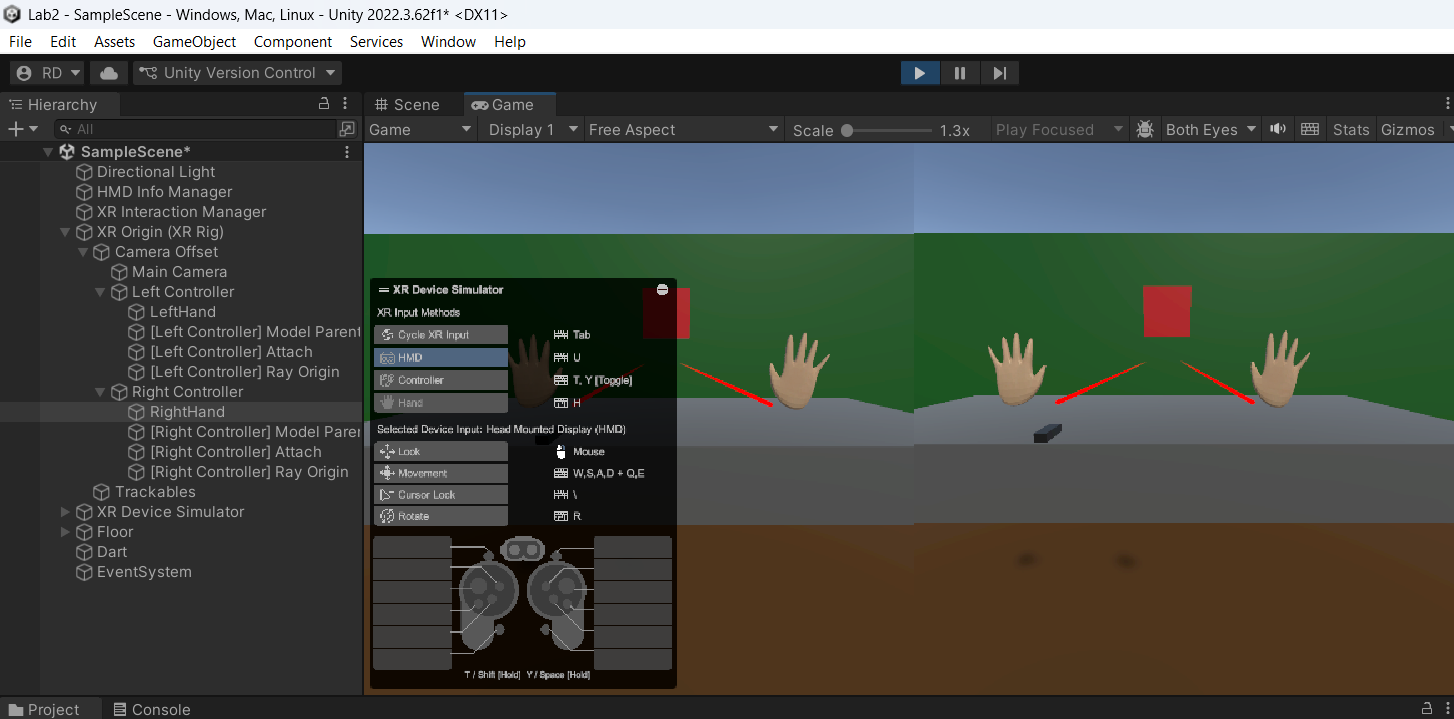 Lab2 - SampleScene - Windows, Mac, Linux - Unity 2022.3.62f1* <DX11>
File Edit Assets GameObject Component Services Window Help
RD Unity Version Control
Hierarchy
All
SampleScene*
Directional Light
HMD Info Manager
XR Interaction Manager
XR Origin (XR Rig)
Camera Offset
Main Camera
Left Controller
LeftHand
[Left Controller] Model Parent
[Left Controller] Attach
[Left Controller] Ray Origin
Right Controller
RightHand
[Right Controller] Model Parer
[Right Controller] Attach
[Right Controller] Ray Origin
Trackables
XR Device Simulator
Floor
Dart
EventSystem
Scene Game
Game Display 1 Free Aspect Scale 1.3x Play Focused Both Eyes Stats Gizmos
XR Device Simulator
XR Input Methods
Cycle XR Input Tab
HMD U
Controller T, Y [Toggle]
Hand H
Selected Device Input: Head Mounted Display (HMD)
Look Mouse
Movement W,S,A,D + Q,E
Cursor Lock \
Rotate R
T / Shift [Hold] Y / Space [Hold]
Project Console